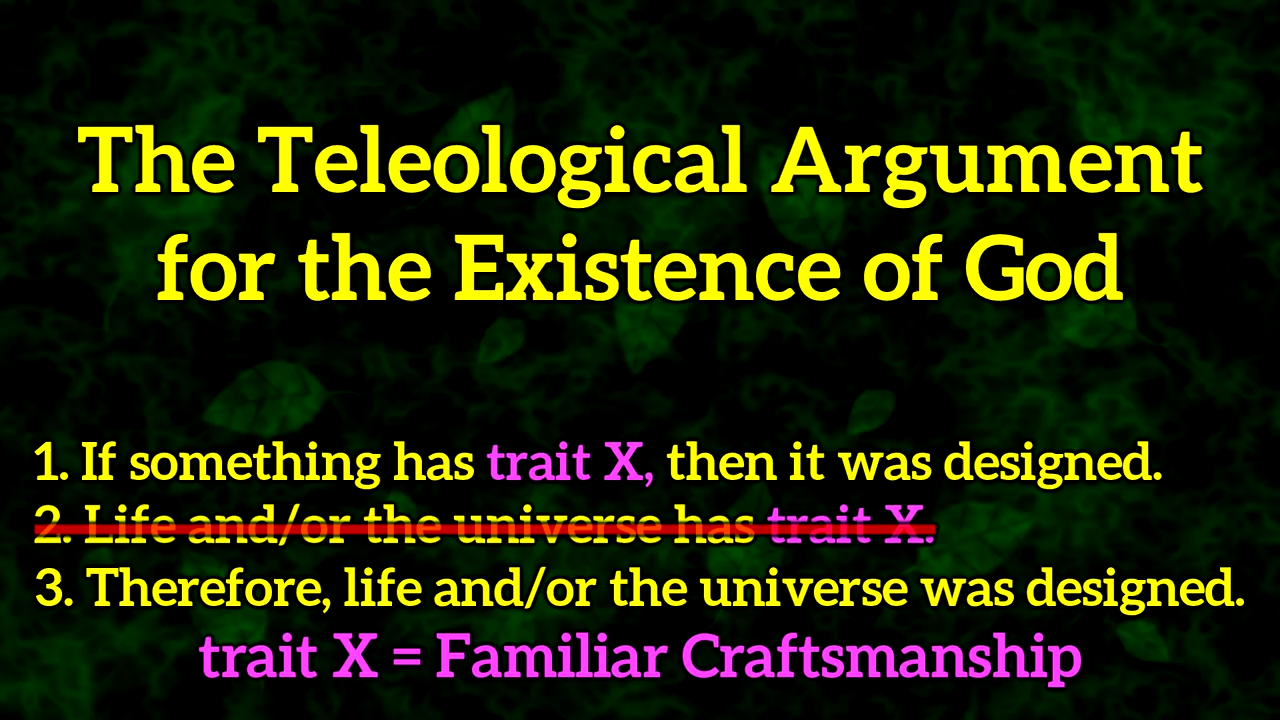 The Teleological Argument
for the Existence of God
1. If something has trait X, then it was designed.
2. Life and/or the universe has trait X.
3. Therefore, life and/or the universe was designed.
trait X = Familiar Craftsmanship